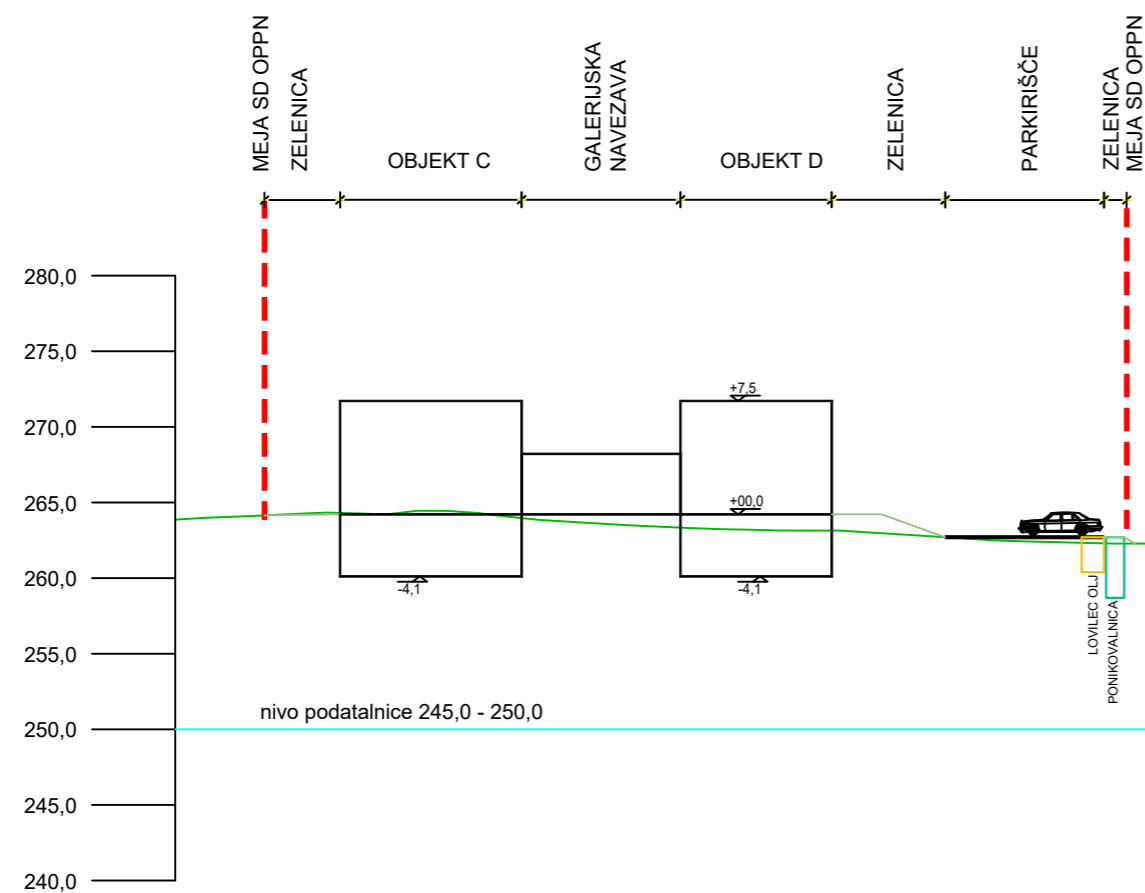 MEJA SD OPPN
ZELENICA
OBJEKT C
GALERIJSKA
NAVEZAVA
OBJEKT D
ZELENICA
PARKIRIŠČE
ZELENICA
MEJA SD OPPN
280,0
275,0
270,0
265,0
260,0
255,0
250,0
245,0
240,0
+7,5
+00,0
-4,1
-4,1
LOVILEC OLJ
PONIKOVALNICA
nivo podatalnice 245,0 - 250,0